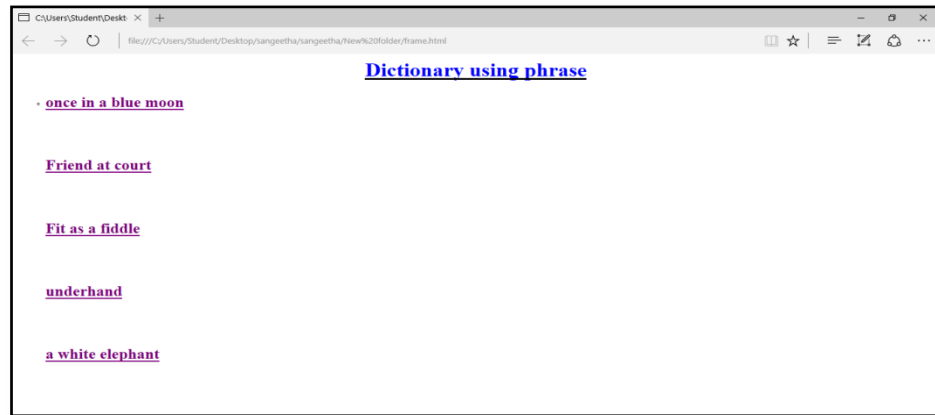 C:\Users\Student\Deskt
file:///C:/Users/Student/Desktop/sangeetha/sangeetha/New%20folder/frame.html
Dictionary using phrase
once in a blue moon
Friend at court
Fit as a fiddle
underhand
a white elephant